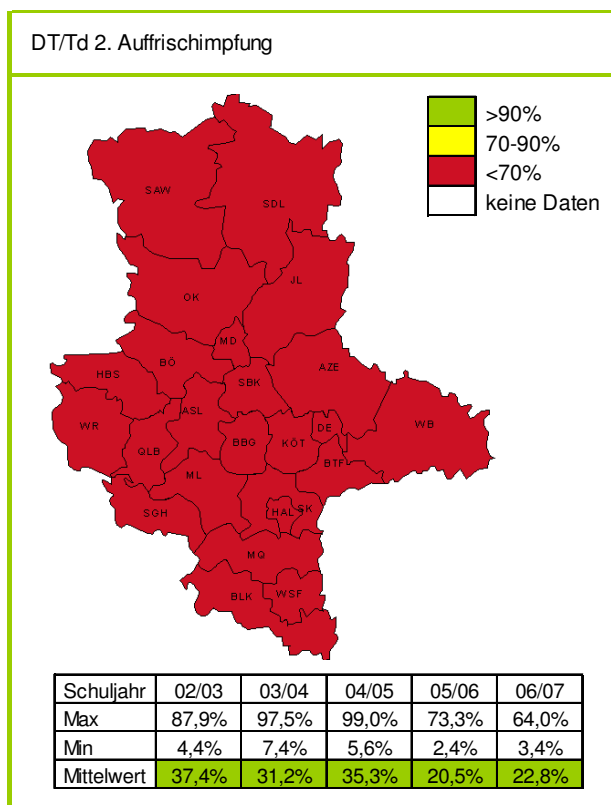 DT/Td 2. Auffrischimpfung
>90%
70-90%
<70%
keine Daten
SAW
SDL
JL
OK
MD
BÖ
AZE
HBS
SBK
ASL
WR
DE
WB
BBG
KÖT
QLB
BTF
ML
SGH
HAL
SK
MQ
BLK
WSF
Schuljahr 02/03 03/04 04/05 05/06 06/07
Max 87,9% 97,5% 99,0% 73,3% 64,0%
Min 4,4% 7,4% 5,6% 2,4% 3,4%
Mittelwert 37,4% 31,2% 35,3% 20,5% 22,8%